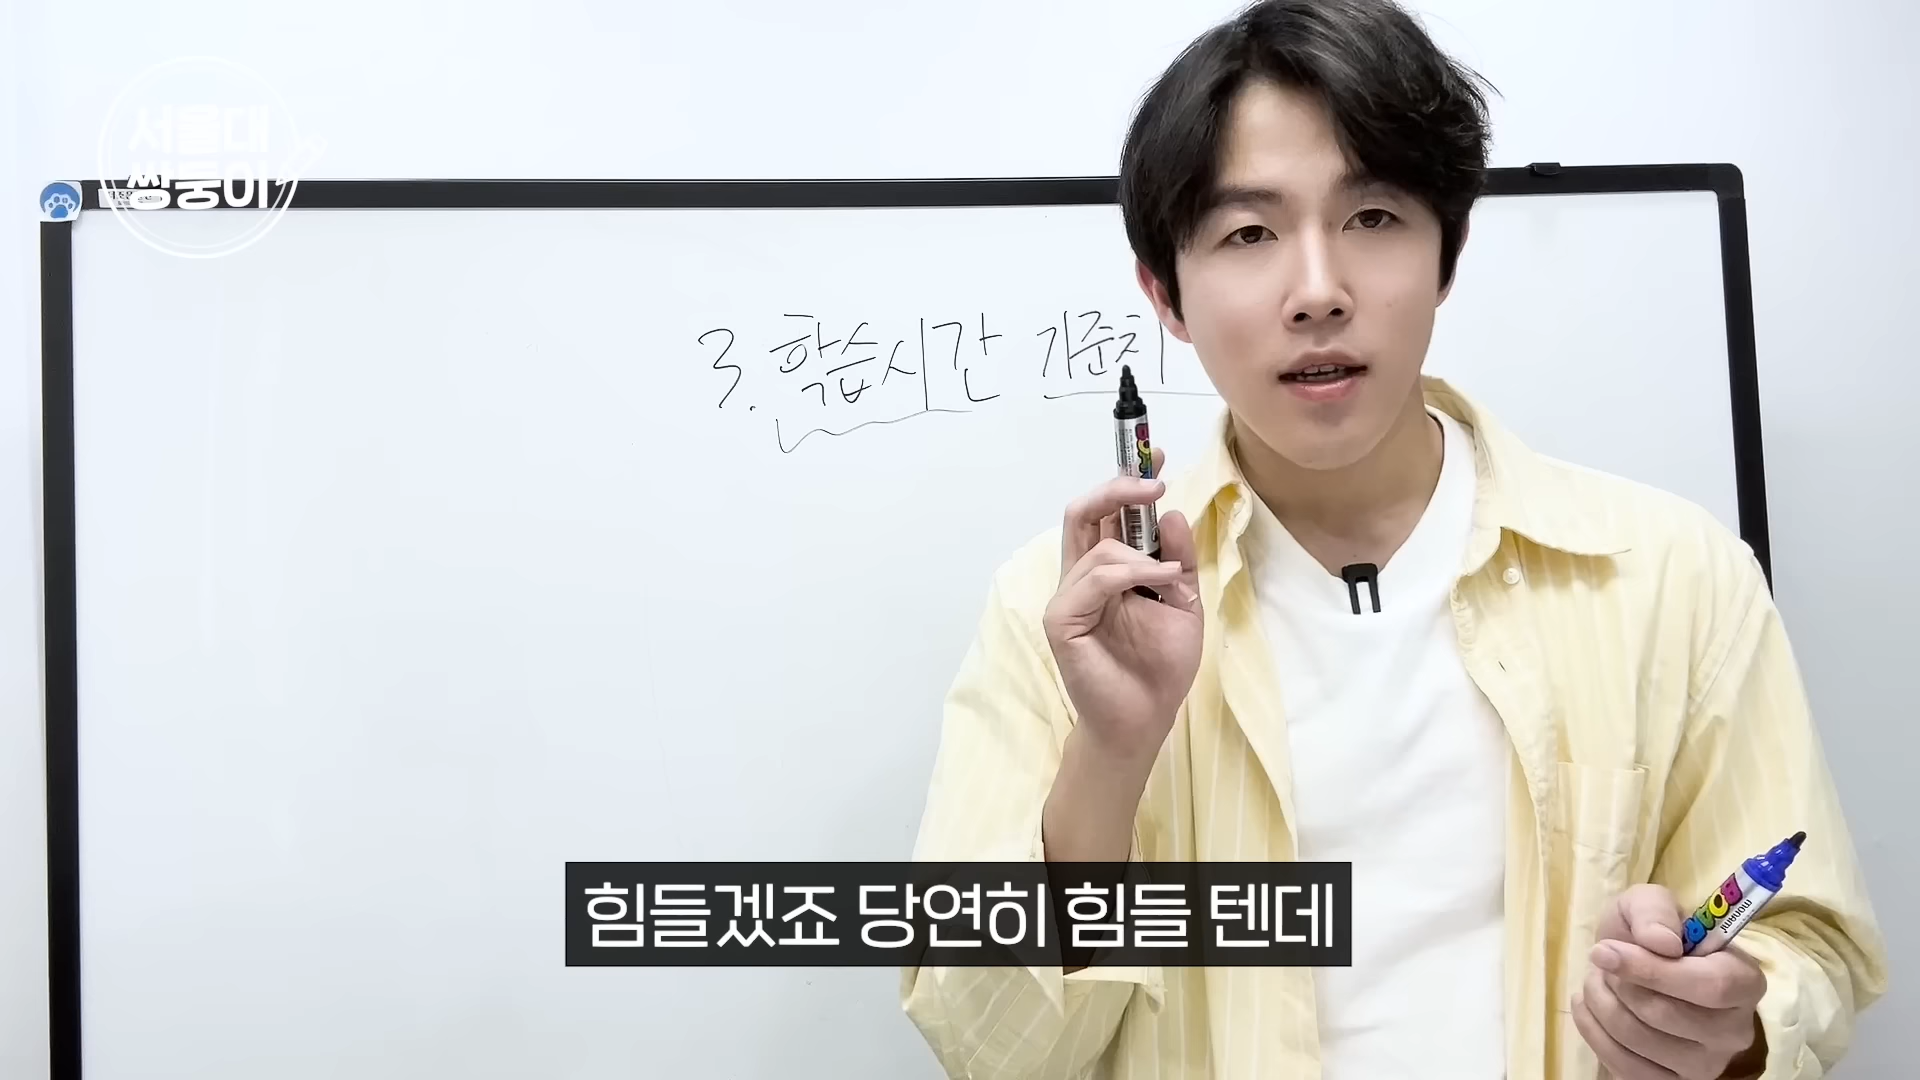 서울대
쌍둥이
3. 학습시간 기준치
monami
힘들겠죠 당연히 힘들 텐데